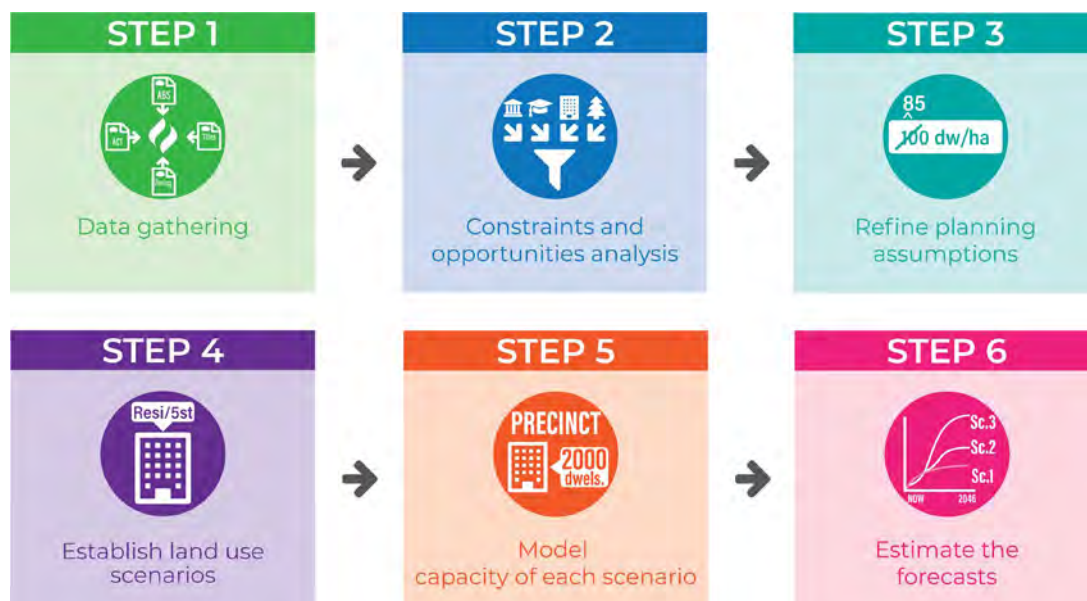 STEP 1
ABS
ACT
Data gathering
STEP 2
Constraints and
opportunities analysis
STEP 3
85
100 dw/ha
Refine planning
assumptions
STEP 4
Resi/5st
Establish land use
scenarios
STEP 5
PRECINCT
2000
dwels.
Model
capacity of each scenario
STEP 6
Sc.3
Sc.2
Sc.1
NOW 2046
Estimate the
forecasts